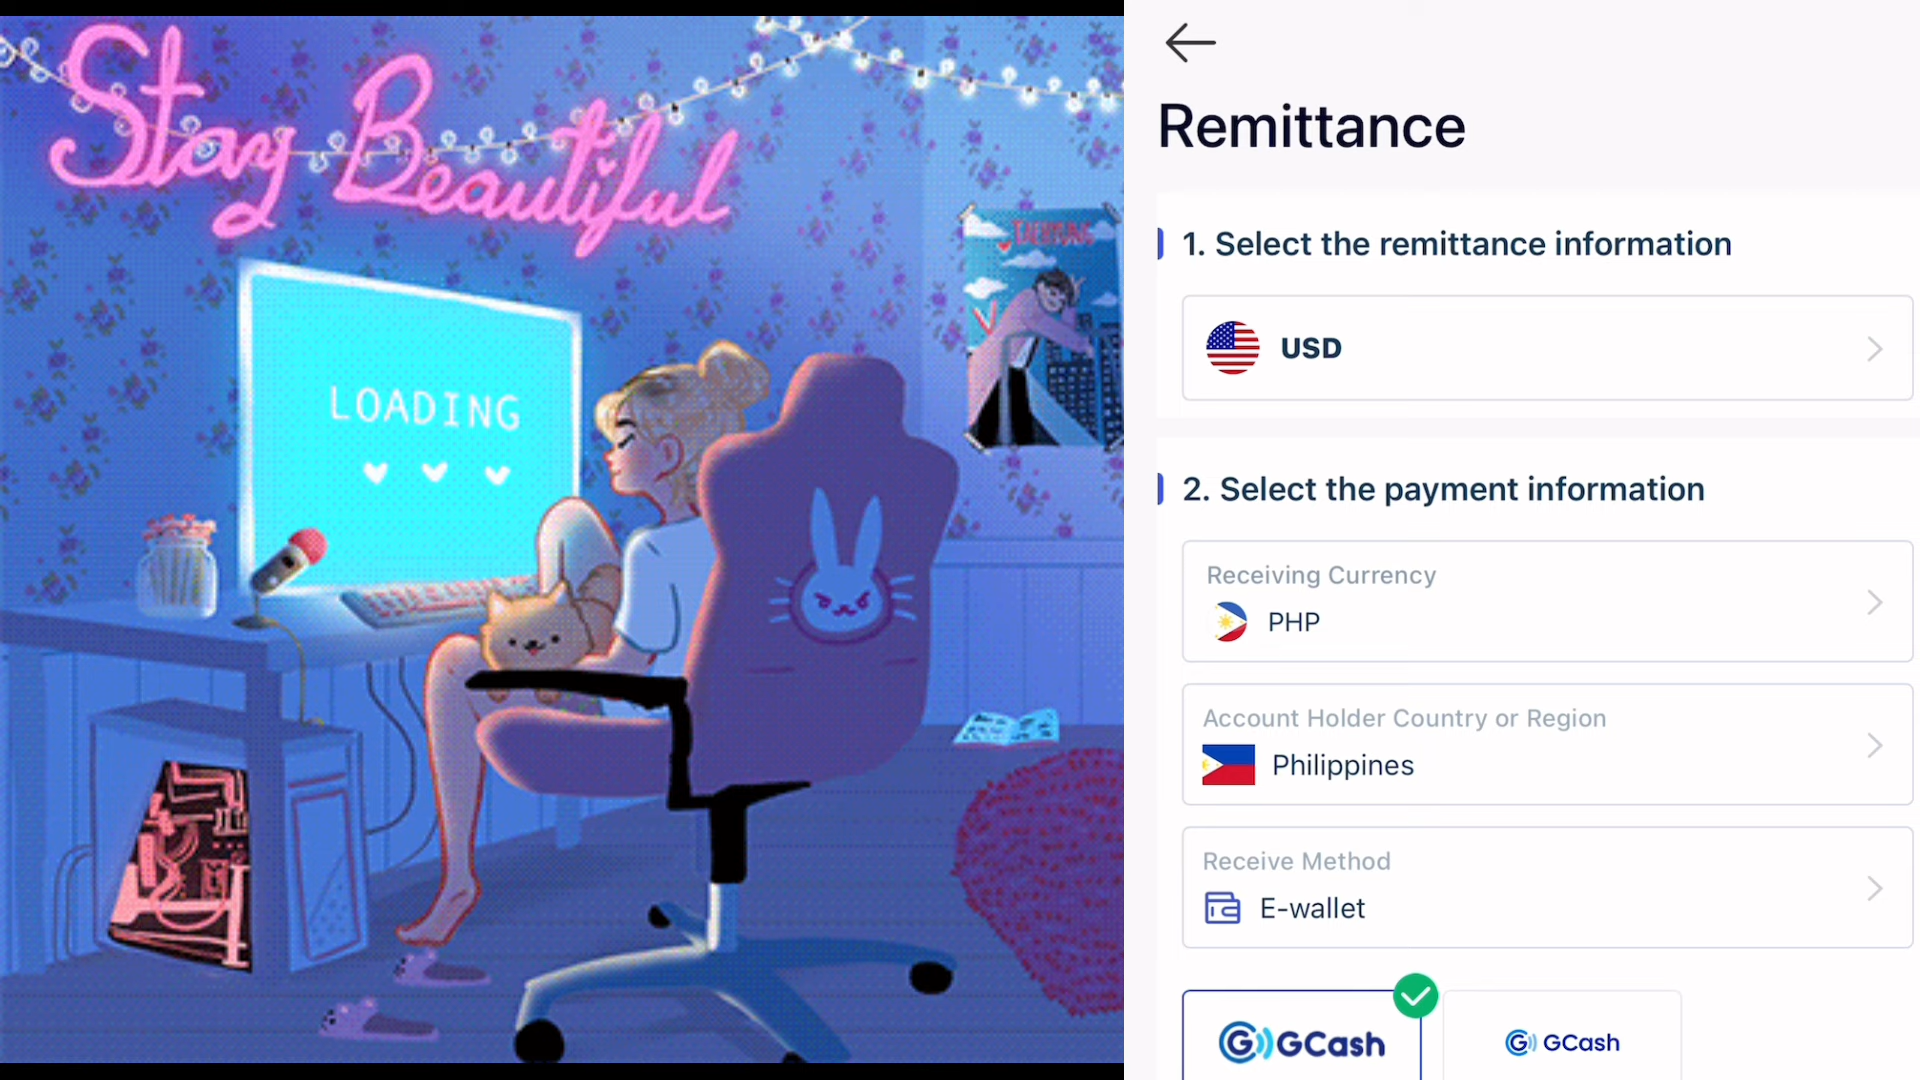 Stay Beautiful
LOADING
Remittance
1. Select the remittance information
USD
2. Select the payment information
Receiving Currency
PHP
Account Holder Country or Region
Philippines
Receive Method
E-wallet
GCash
GCash